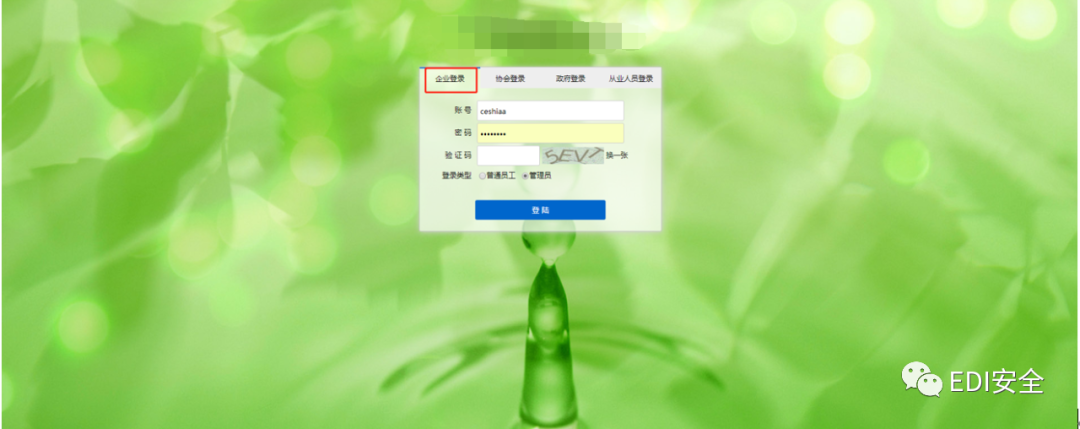 企业登录 协会登录 政府登录 从业人员登录
账号 ceshiaa
密码 ••••••••
验证码 5EV7 换一张
登录类型 普通员工 管理员
登陆
EDI安全